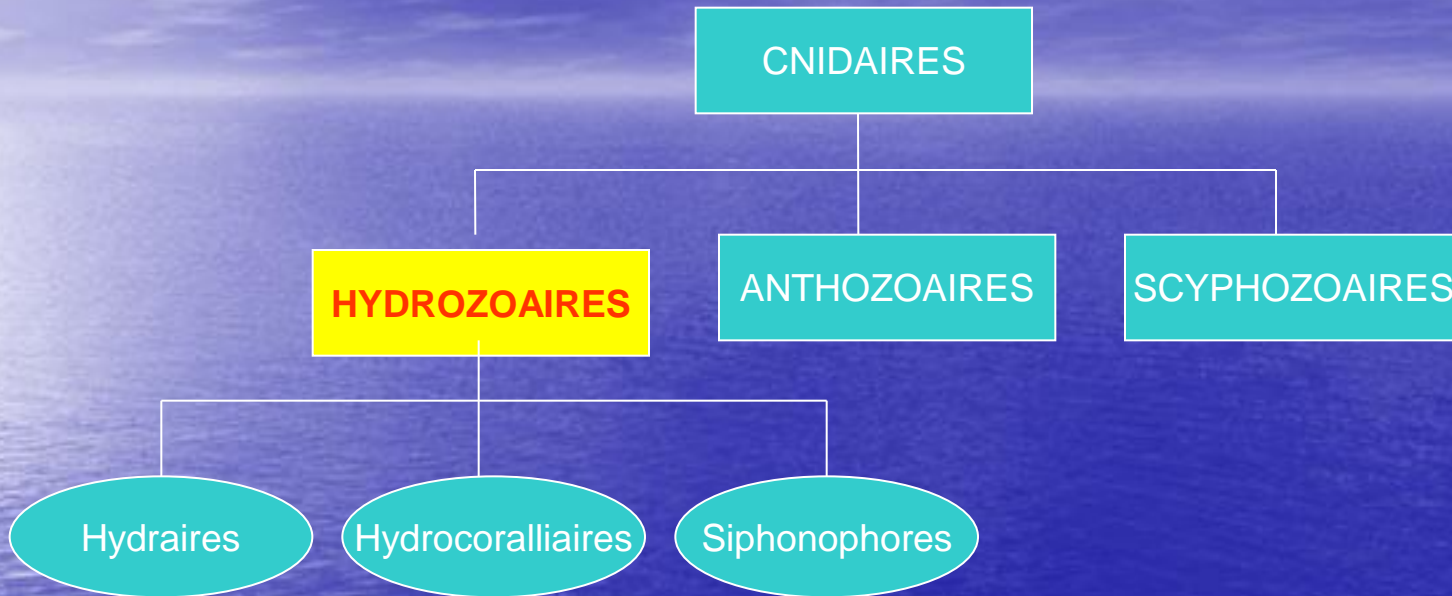 CNIDAIRES
HYDROZOAIRES
ANTHOZOAIRES
SCYPHOZOAIRES
Hydraires
Hydrocoralliaires
Siphonophores